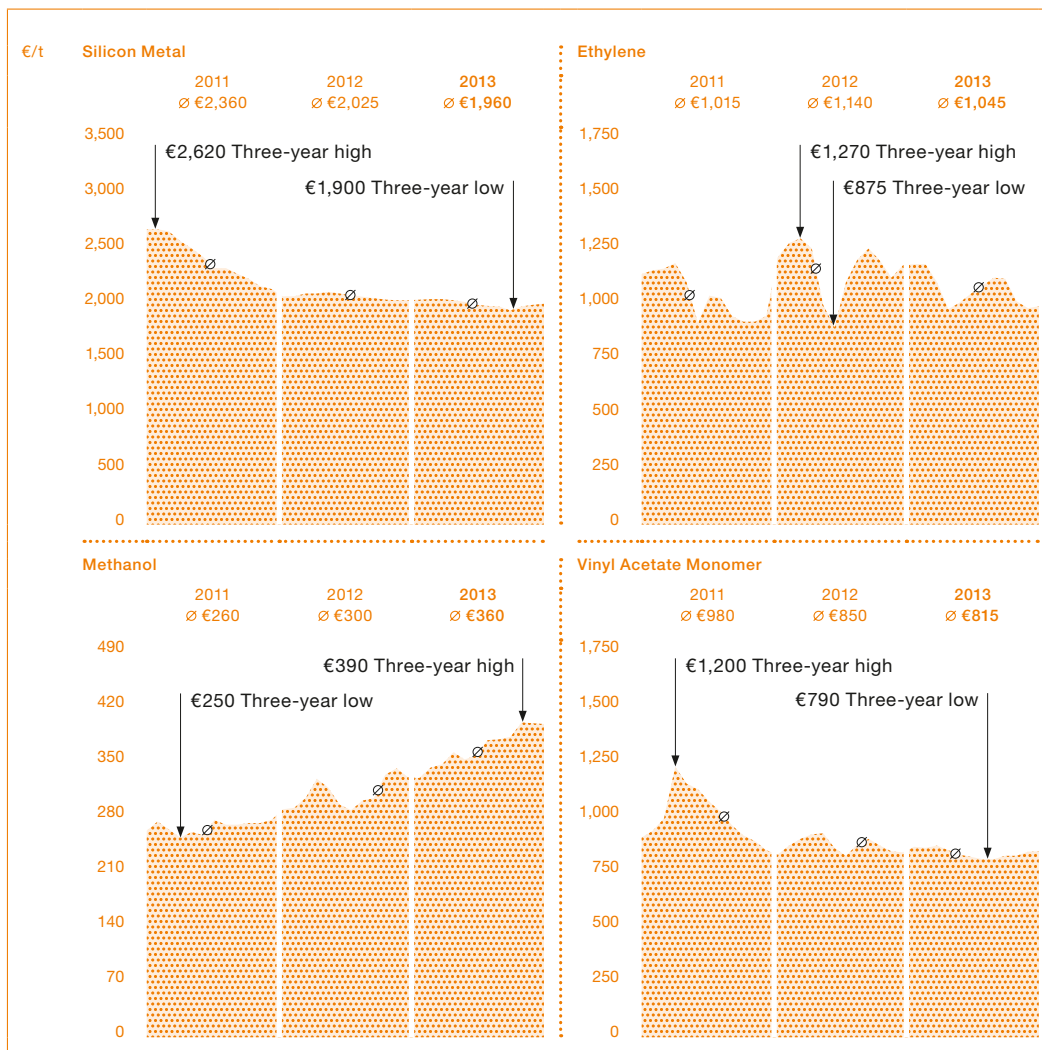 €/t
Silicon Metal
2011 2012 2013
⌀ €2,360 ⌀ €2,025 ⌀ €1,960
3,500
€2,620 Three-year high
3,000
€1,900 Three-year low
2,500
⌀ ⌀ ⌀
2,000
1,500
1,000
500
0
Ethylene
2011 2012 2013
⌀ €1,015 ⌀ €1,140 ⌀ €1,045
1,750
€1,270 Three-year high
1,500
€875 Three-year low
1,250
⌀ ⌀ ⌀
1,000
750
500
250
0
Methanol
2011 2012 2013
⌀ €260 ⌀ €300 ⌀ €360
490
€390 Three-year high
420
€250 Three-year low
350
⌀ ⌀ ⌀
280
210
140
70
0
Vinyl Acetate Monomer
2011 2012 2013
⌀ €980 ⌀ €850 ⌀ €815
1,750
€1,200 Three-year high
1,500
€790 Three-year low
1,250
1,000
⌀ ⌀ ⌀
750
500
250
0